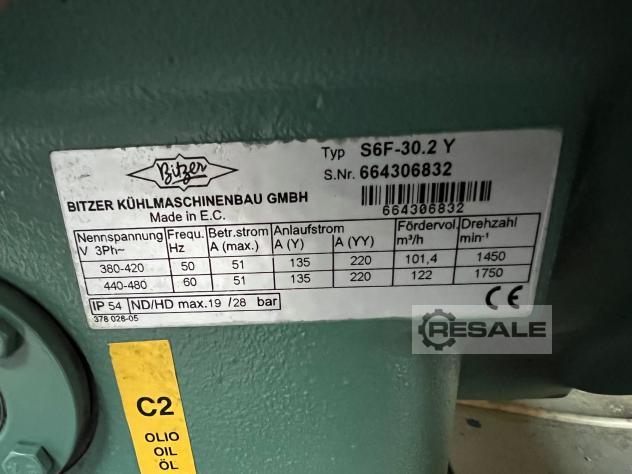 Bitzer
Typ S6F-30.2 Y
S.Nr. 664306832
664306832
BITZER KÜHLMASCHINENBAU GMBH
Made in E.C.
Nennspannung Frequ. Betr.strom Anlaufstrom Fördervol. Drehzahl
V 3Ph~ Hz A (max.) A (Y) A (YY) m³/h min⁻¹
380-420 50 51 135 220 101,4 1450
440-480 60 51 135 220 122 1750
IP 54 ND/HD max.19 /28 bar CE
378 026-05
RESALE
C2
OLIO
OIL
ÖL